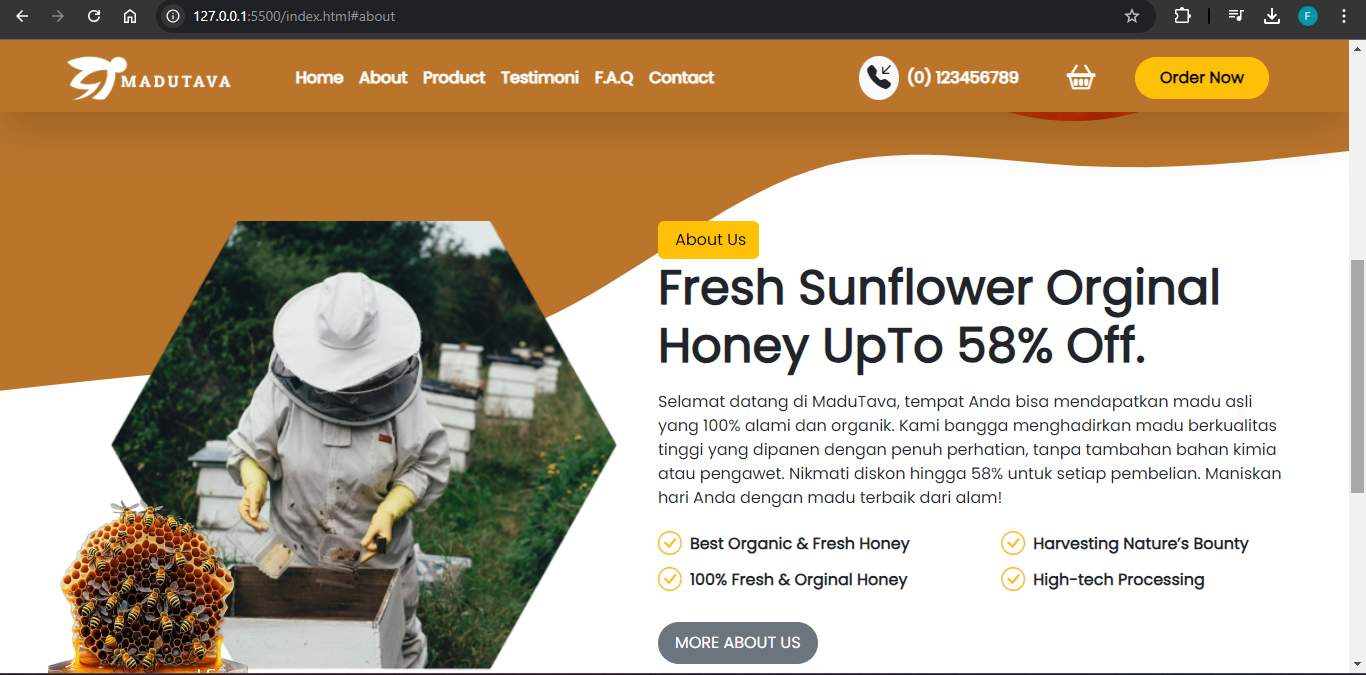 127.0.0.1:5500/index.html#about
F
MADUTAVA
Home About Product Testimoni F.A.Q Contact
(0) 123456789
Order Now
About Us
Fresh Sunflower Orginal
Honey UpTo 58% Off.
Selamat datang di MaduTava, tempat Anda bisa mendapatkan madu asli
yang 100% alami dan organik. Kami bangga menghadirkan madu berkualitas
tinggi yang dipanen dengan penuh perhatian, tanpa tambahan bahan kimia
atau pengawet. Nikmati diskon hingga 58% untuk setiap pembelian. Maniskan
hari Anda dengan madu terbaik dari alam!
Best Organic & Fresh Honey
Harvesting Nature’s Bounty
100% Fresh & Orginal Honey
High-tech Processing
MORE ABOUT US